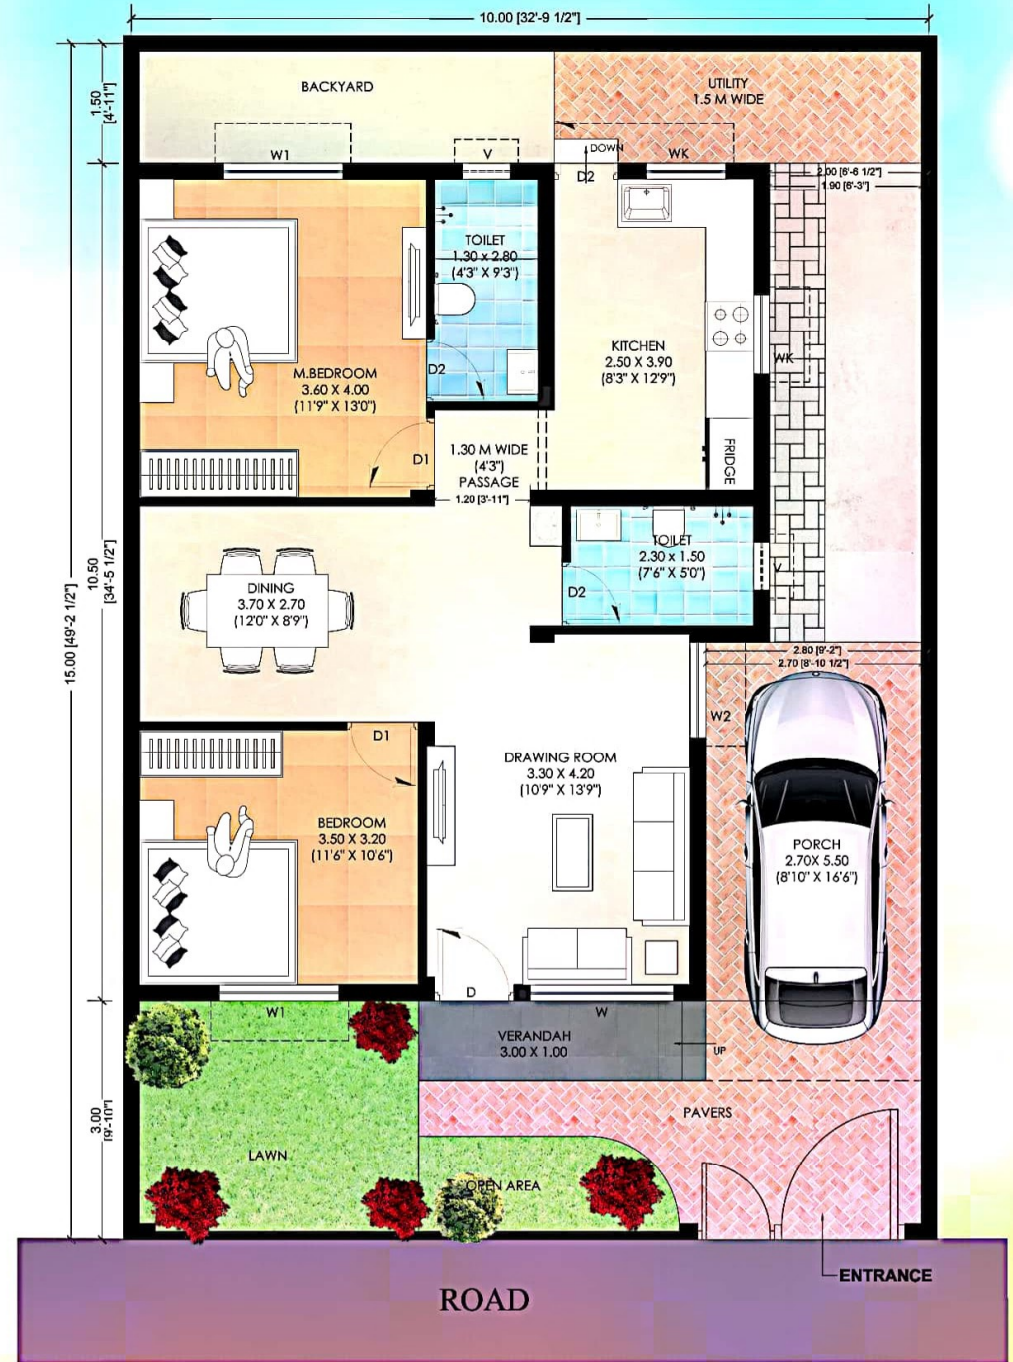 10.00 [32'-9 1/2"]
1.50
[4'-11"]
BACKYARD
UTILITY
1.5 M WIDE
W1
V
DOWN
D2
WK
2.00 [6'-6 1/2"]
1.90 [6'-3"]
TOILET
1.30 x 2.80
(4'3" X 9'3")
D2
KITCHEN
2.50 X 3.90
(8'3" X 12'9")
WK
M.BEDROOM
3.60 X 4.00
(11'9" X 13'0")
D1
1.30 M WIDE
(4'3")
PASSAGE
1.20 [3'-11"]
FRIDGE
10.50
[34'-5 1/2"]
15.00 [49'-2 1/2"]
DINING
3.70 X 2.70
(12'0" X 8'9")
TOILET
2.30 x 1.50
(7'6" X 5'0")
D2
V
2.80 [9'-2"]
2.70 [8'-10 1/2"]
W2
D1
DRAWING ROOM
3.30 X 4.20
(10'9" X 13'9")
BEDROOM
3.50 X 3.20
(11'6" X 10'6")
PORCH
2.70X 5.50
(8'10" X 16'6")
D
W1
W
VERANDAH
3.00 X 1.00
UP
3.00
[9'-10"]
PAVERS
LAWN
OPEN AREA
ENTRANCE
ROAD